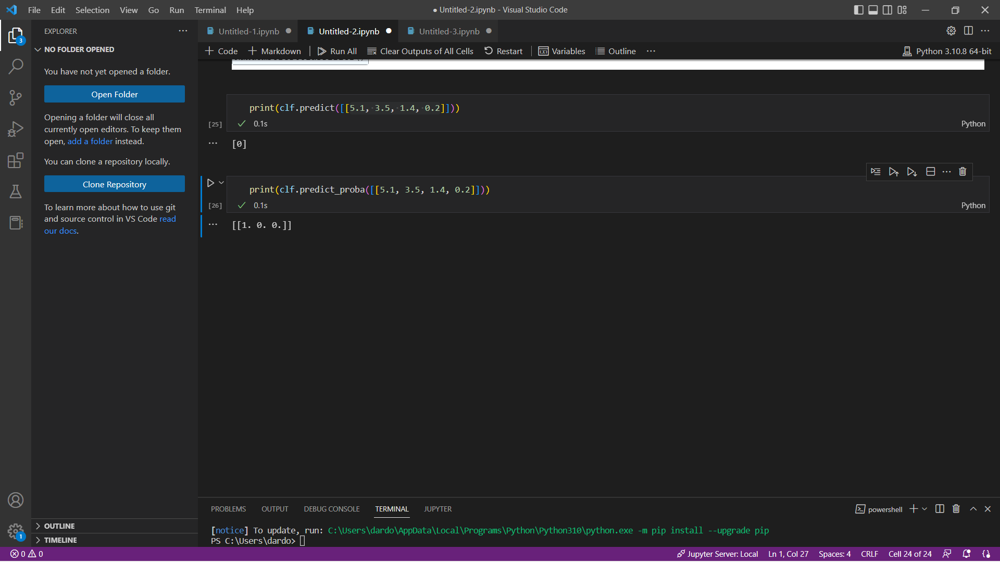 File Edit Selection View Go Run Terminal Help
● Untitled-2.ipynb - Visual Studio Code
EXPLORER
Untitled-1.ipynb
Untitled-2.ipynb
Untitled-3.ipynb
3
NO FOLDER OPENED
Code Markdown Run All Clear Outputs of All Cells Restart Variables Outline
Python 3.10.8 64-bit
You have not yet opened a folder.
Open Folder
Opening a folder will close all
currently open editors. To keep them
open, add a folder instead.
You can clone a repository locally.
Clone Repository
To learn more about how to use git
and source control in VS Code read
our docs.
print(clf.predict([[5.1, 3.5, 1.4, 0.2]]))
[25] 0.1s Python
[0]
print(clf.predict_proba([[5.1, 3.5, 1.4, 0.2]]))
[26] 0.1s Python
[[1. 0. 0.]]
PROBLEMS OUTPUT DEBUG CONSOLE TERMINAL JUPYTER
powershell
[notice] To update, run: C:\Users\dardo\AppData\Local\Programs\Python\Python310\python.exe -m pip install --upgrade pip
PS C:\Users\dardo>
OUTLINE
TIMELINE
1
0 0
Jupyter Server: Local Ln 1, Col 27 Spaces: 4 CRLF Cell 24 of 24